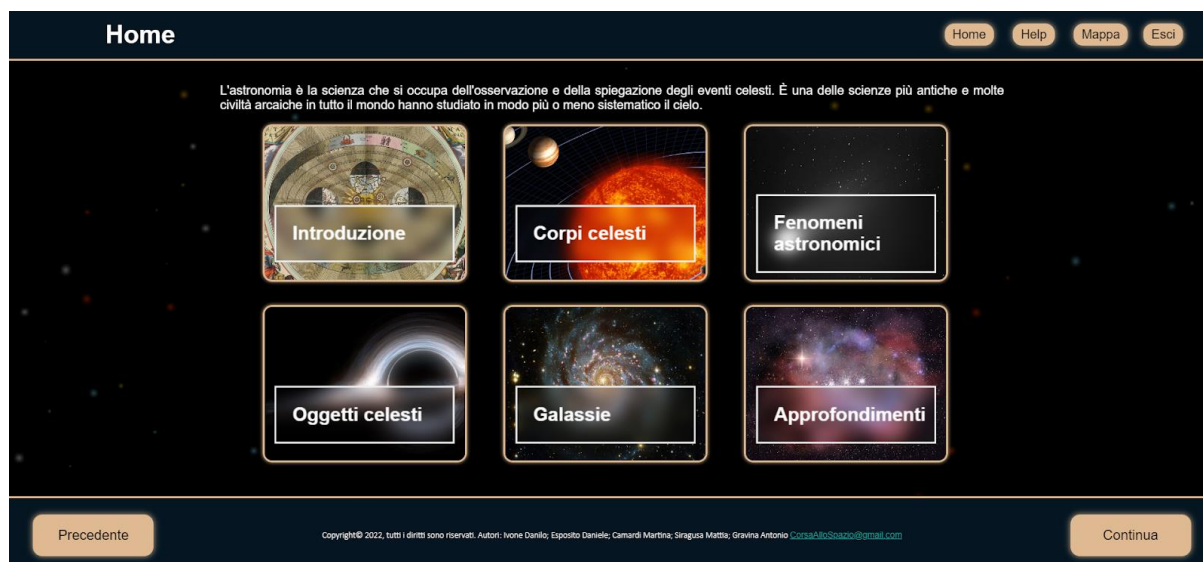 Home
Home Help Mappa Esci
L'astronomia è la scienza che si occupa dell'osservazione e della spiegazione degli eventi celesti. È una delle scienze più antiche e molte
civiltà arcaiche in tutto il mondo hanno studiato in modo più o meno sistematico il cielo.
Introduzione
Corpi celesti
Fenomeni
astronomici
Oggetti celesti
Galassie
Approfondimenti
Precedente
Copyright© 2022, tutti i diritti sono riservati. Autori: Ivone Danilo; Esposito Daniele; Camardi Martina; Siragusa Mattia; Gravina Antonio CorsaAlloSpazio@gmail.com
Continua